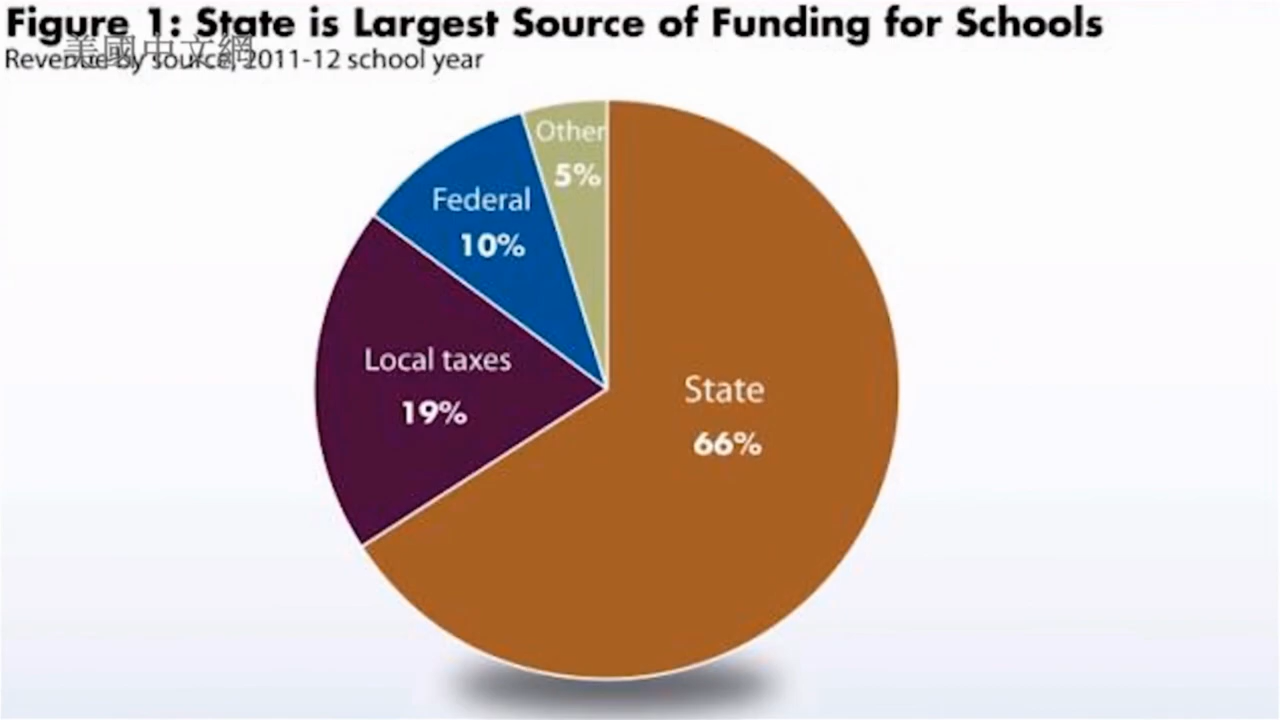 Figure 1: State is Largest Source of Funding for Schools
美國中文網
Revenue by source, 2011-12 school year
Other
5%
Federal
10%
Local taxes
19%
State
66%